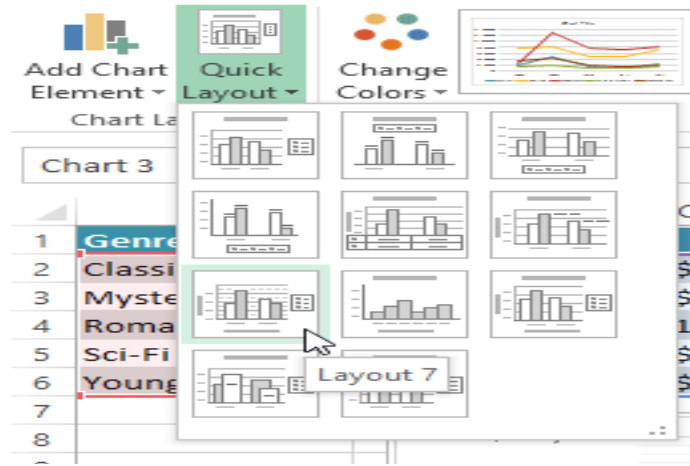 Add Chart
Element
Quick
Layout
Change
Colors
Chart La
Chart 3
1 Genre
2 Classi
3 Myste
4 Roma
5 Sci-Fi
6 Young
7
8
Layout 7
$
$
1
$
$